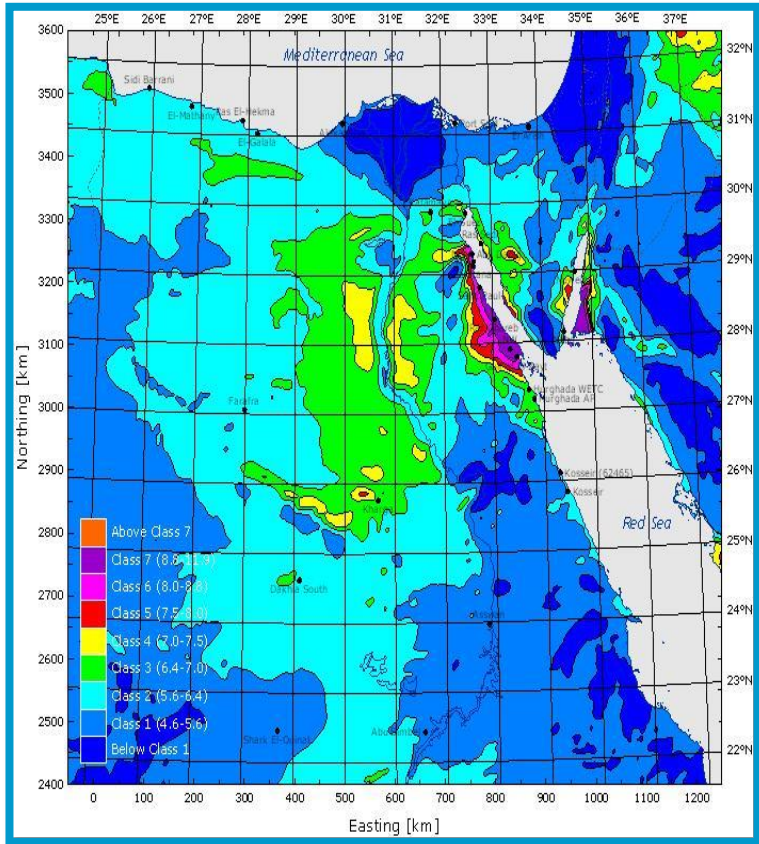 25°E 26°E 27°E 28°E 29°E 30°E 31°E 32°E 33°E 34°E 35°E 36°E 37°E
3600
3500
3400
3300
3200
3100
3000
2900
2800
2700
2600
2500
2400
Northing [km]
32°N
31°N
30°N
29°N
28°N
27°N
26°N
25°N
24°N
23°N
22°N
Mediterranean Sea
Sidi Barrani
El-Mathany
Ras El-Hekma
El-Galala
Farafra
Hurghada WETC
Hurghada AP
Kosseir (62465)
Kosseir
Red Sea
Dakhla South
Above Class 7
Class 7 (8.8-11.9)
Class 6 (8.0-8.8)
Class 5 (7.5-8.0)
Class 4 (7.0-7.5)
Class 3 (6.4-7.0)
Class 2 (5.6-6.4)
Class 1 (4.6-5.6)
Below Class 1
0 100 200 300 400 500 600 700 800 900 1000 1200
Easting [km]